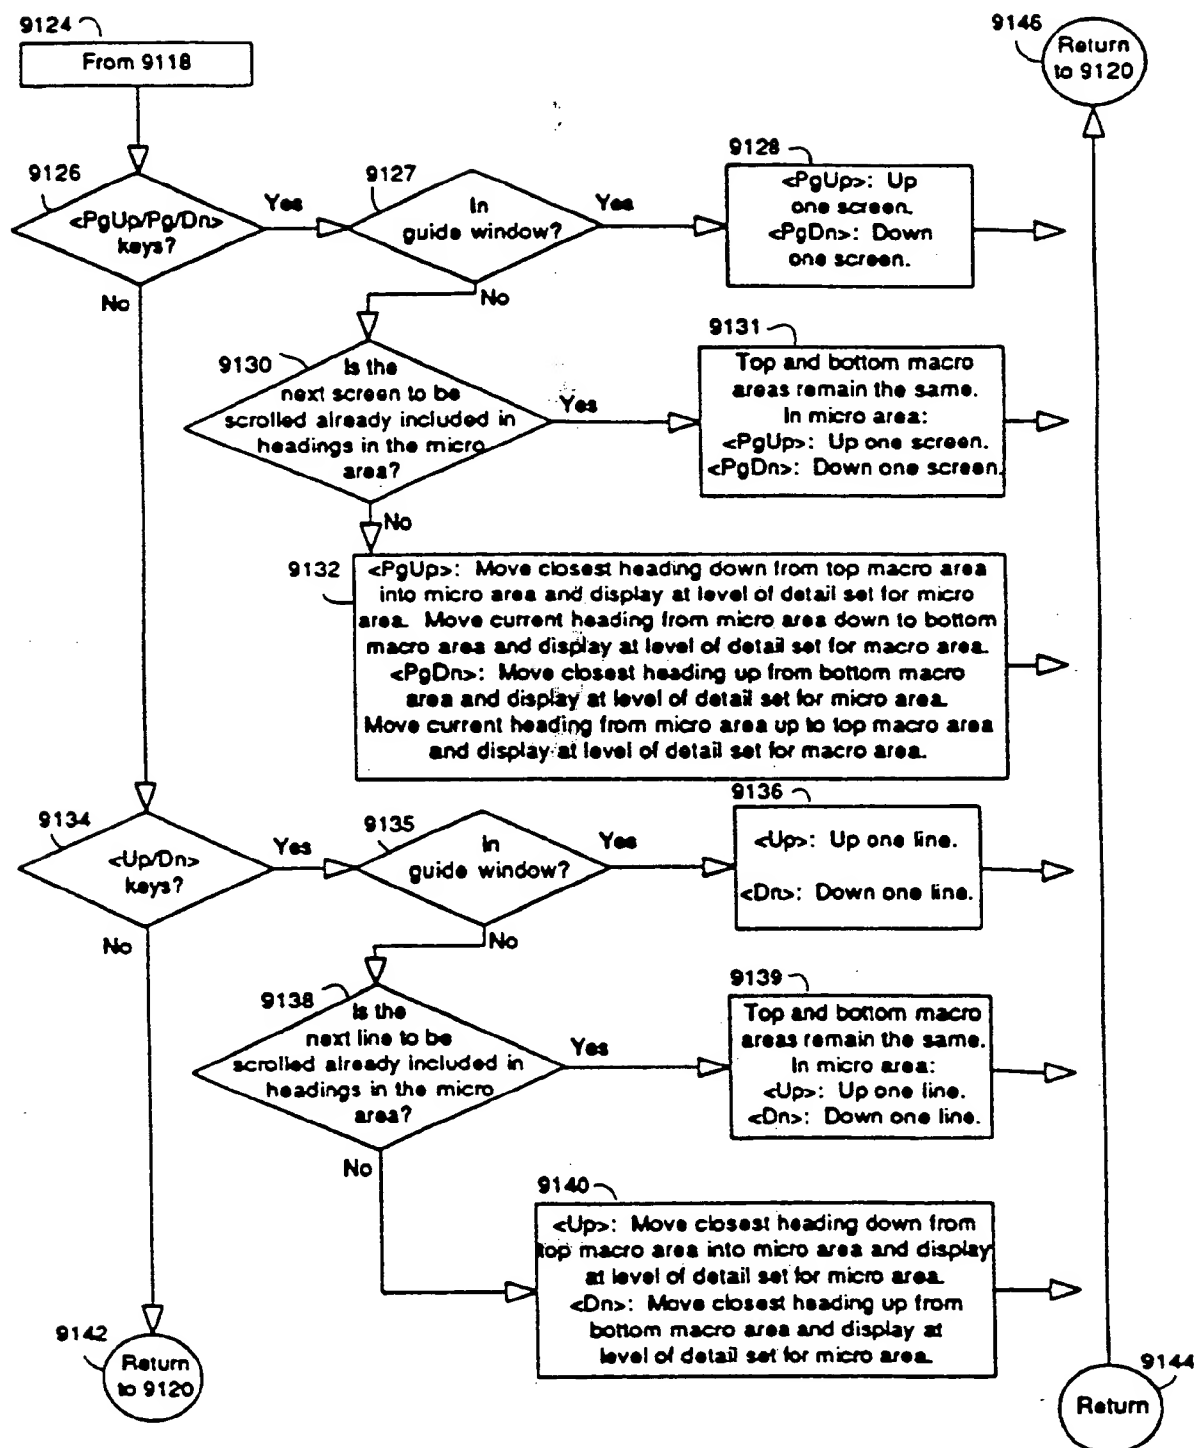 9124
From 9118
9146
Return
to 9120
9126
<PgUp/Pg/Dn>
keys?
Yes
No
9127
In
guide window?
Yes
No
9128
<PgUp>: Up
one screen.
<PgDn>: Down
one screen.
9130
Is the
next screen to be
scrolled already included in
headings in the micro
area?
Yes
No
9131
Top and bottom macro
areas remain the same.
In micro area:
<PgUp>: Up one screen.
<PgDn>: Down one screen.
9132
<PgUp>: Move closest heading down from top macro area
into micro area and display at level of detail set for micro
area. Move current heading from micro area down to bottom
macro area and display at level of detail set for macro area.
<PgDn>: Move closest heading up from bottom macro
area and display at level of detail set for micro area.
Move current heading from micro area up to top macro area
and display at level of detail set for macro area.
9134
<Up/Dn>
keys?
Yes
No
9135
In
guide window?
Yes
No
9136
<Up>: Up one line.
<Dn>: Down one line.
9138
Is the
next line to be
scrolled already included in
headings in the micro
area?
Yes
No
9139
Top and bottom macro
areas remain the same.
In micro area:
<Up>: Up one line.
<Dn>: Down one line.
9140
<Up>: Move closest heading down from
top macro area into micro area and display
at level of detail set for micro area.
<Dn>: Move closest heading up from
bottom macro area and display at
level of detail set for micro area.
9142
Return
to 9120
9144
Return